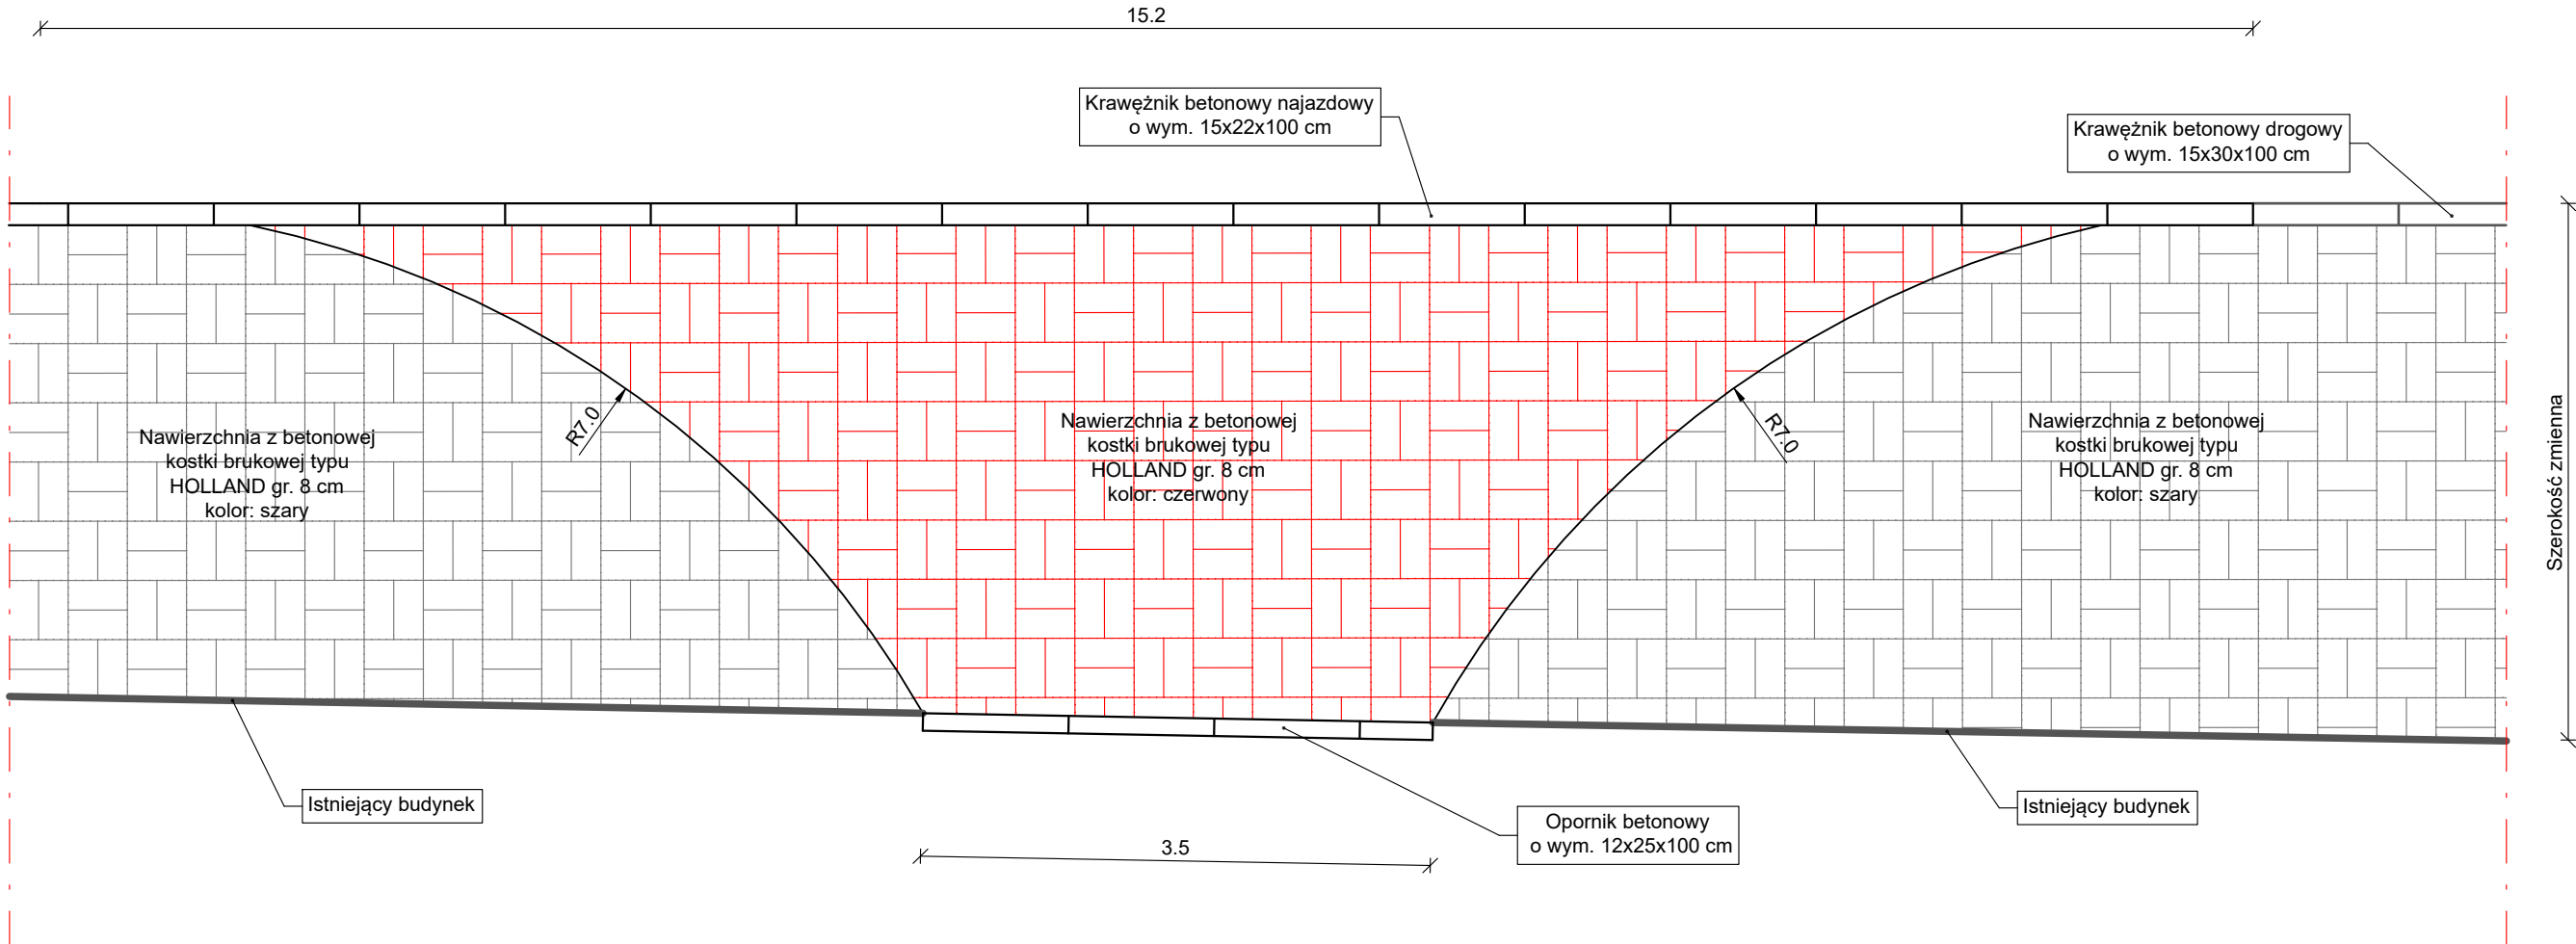 15.2
Krawężnik betonowy najazdowy
o wym. 15x22x100 cm
Krawężnik betonowy drogowy
o wym. 15x30x100 cm
Nawierzchnia z betonowej
kostki brukowej typu
HOLLAND gr. 8 cm
kolor: szary
R7.0
Nawierzchnia z betonowej
kostki brukowej typu
HOLLAND gr. 8 cm
kolor: czerwony
R7.0
Nawierzchnia z betonowej
kostki brukowej typu
HOLLAND gr. 8 cm
kolor: szary
Szerokość zmienna
Istniejący budynek
3.5
Opornik betonowy
o wym. 12x25x100 cm
Istniejący budynek